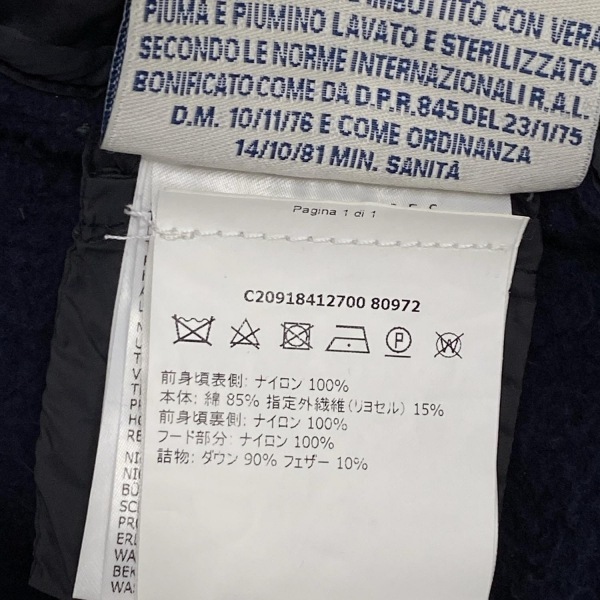 IMBOTTITO CON VERA
PIUMA E PIUMINO LAVATO E STERILIZZATO
SECONDO LE NORME INTERNAZIONALI R.A.L.
BONIFICATO COME DA D.P.R. 845 DEL 23/1/75
D.M. 10/11/76 E COME ORDINANZA
14/10/81 MIN. SANITÀ
Pagina 1 di 1
C20918412700 80972
P
W
前身頃表側: ナイロン 100%
本体: 綿 85% 指定外繊維(リヨセル) 15%
前身頃裏側: ナイロン 100%
フード部分: ナイロン 100%
詰物: ダウン 90% フェザー 10%